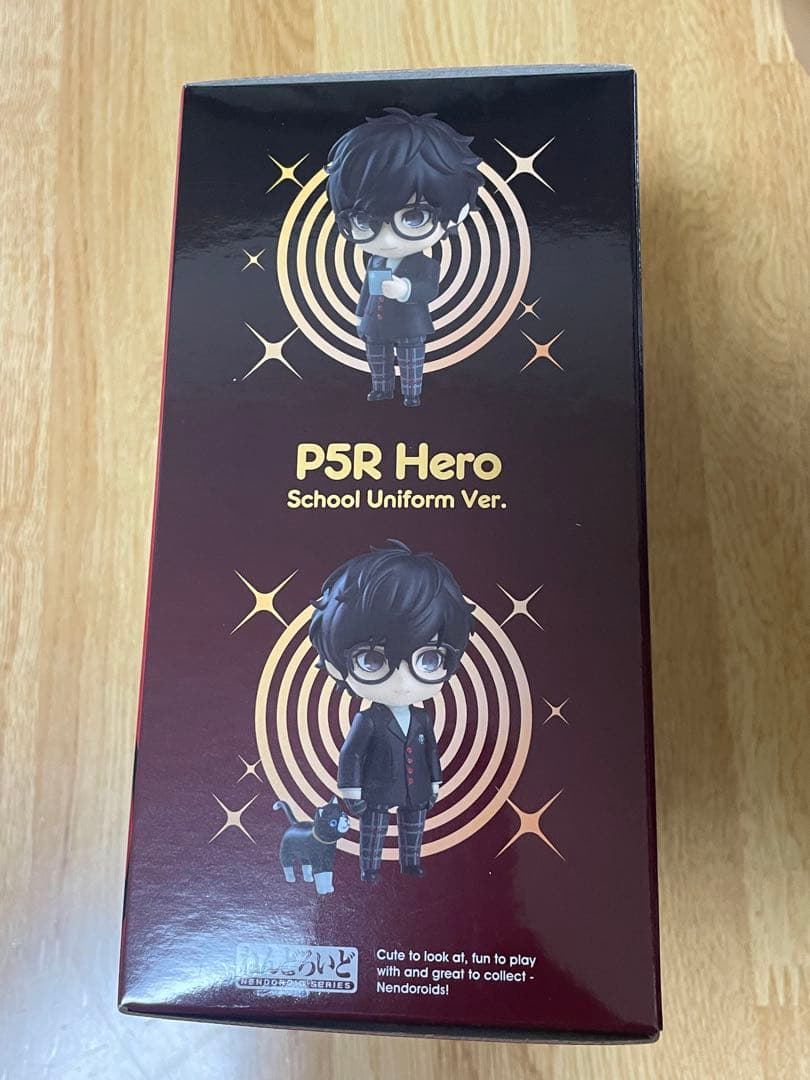 P5R Hero
School Uniform Ver.
ねんどろいど
NENDOROID SERIES
Cute to look at, fun to play
with and great to collect -
Nendoroids!